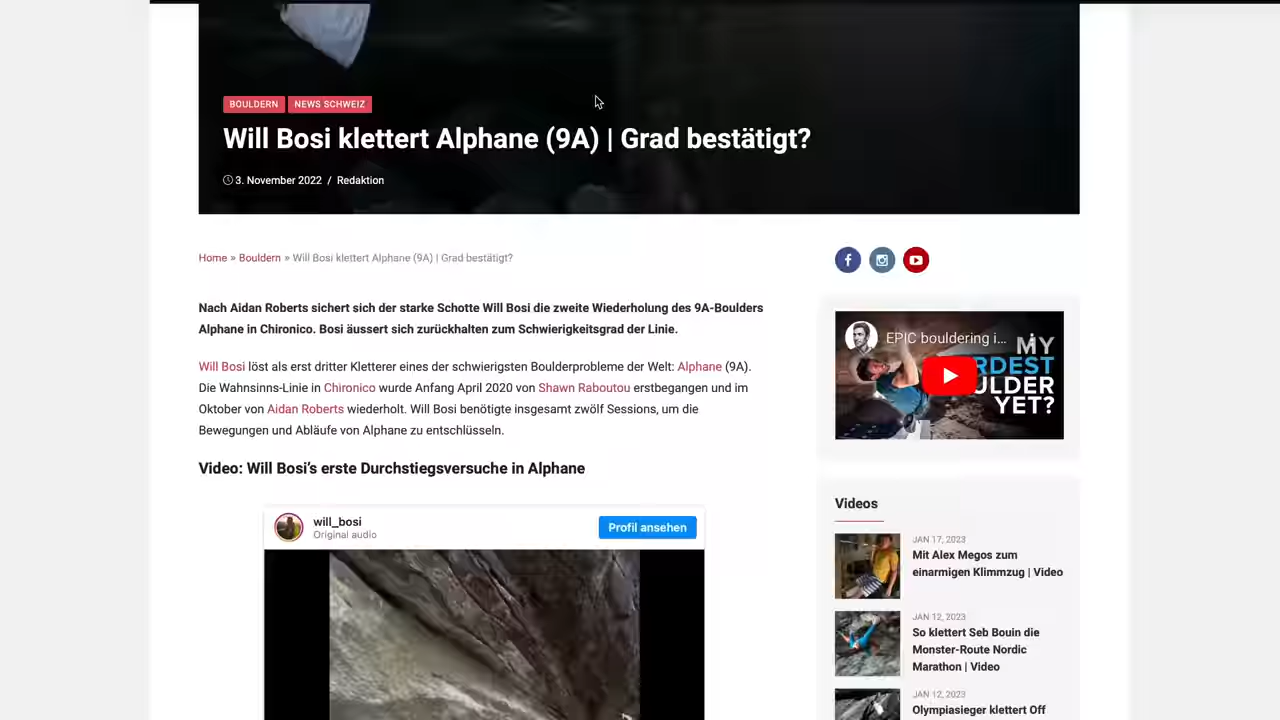 BOULDERN NEWS SCHWEIZ
Will Bosi klettert Alphane (9A) | Grad bestätigt?
3. November 2022 / Redaktion
Home » Bouldern » Will Bosi klettert Alphane (9A) | Grad bestätigt?
Nach Aidan Roberts sichert sich der starke Schotte Will Bosi die zweite Wiederholung des 9A-Boulders
Alphane in Chironico. Bosi äussert sich zurückhalten zum Schwierigkeitsgrad der Linie.
Will Bosi löst als erst dritter Kletterer eines der schwierigsten Boulderprobleme der Welt: Alphane (9A).
Die Wahnsinns-Linie in Chironico wurde Anfang April 2020 von Shawn Raboutou erstbegangen und im
Oktober von Aidan Roberts wiederholt. Will Bosi benötigte insgesamt zwölf Sessions, um die
Bewegungen und Abläufe von Alphane zu entschlüsseln.
Video: Will Bosi's erste Durchstiegsversuche in Alphane
will_bosi
Original audio
Profil ansehen
EPIC bouldering i...
MY
RDEST
ULDER
YET?
Videos
JAN 17, 2023
Mit Alex Megos zum
einarmigen Klimmzug | Video
JAN 12, 2023
So klettert Seb Bouin die
Monster-Route Nordic
Marathon | Video
JAN 12, 2023
Olympiasieger klettert Off